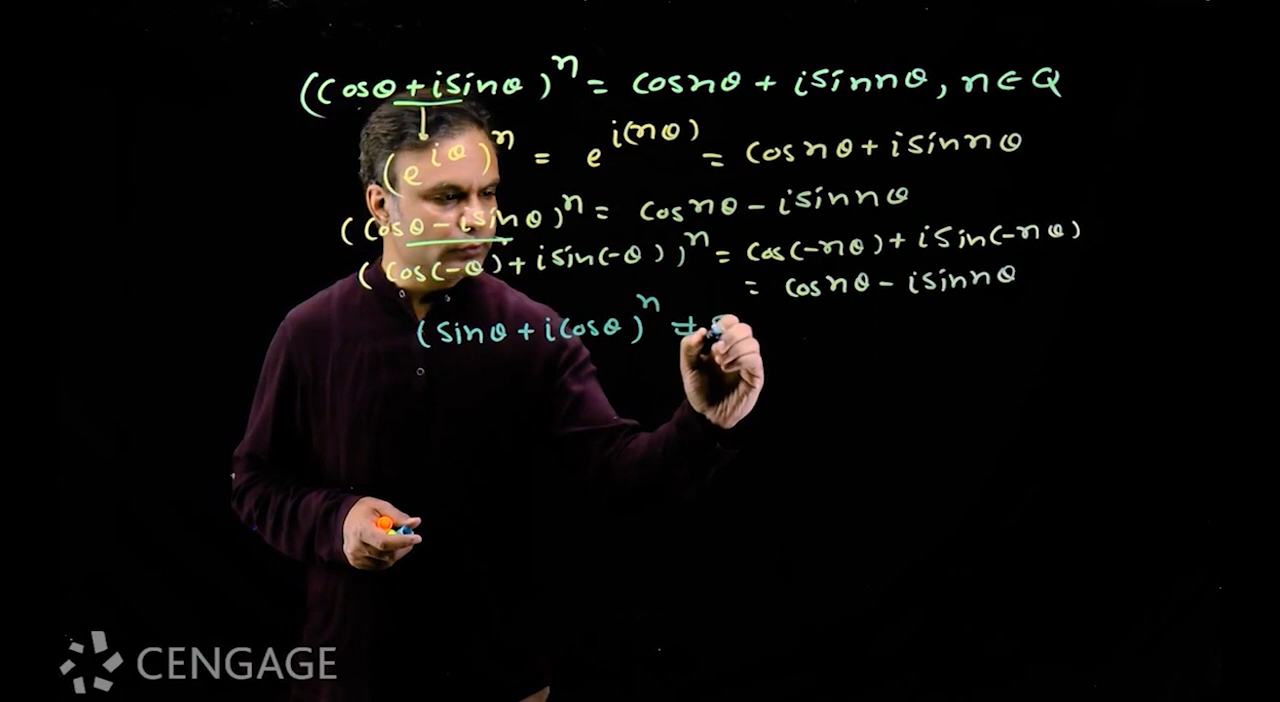 (cosθ + isinθ)^n = cosnθ + isinnθ, n∈Q
(e^iθ)^n = e^i(nθ) = cosnθ + isinnθ
(cosθ - isinθ)^n = cosnθ - isinnθ
(cos(-θ) + isin(-θ))^n = cos(-nθ) + isin(-nθ)
= cosnθ - isinnθ
(sinθ + icosθ)^n ≠
CENGAGE